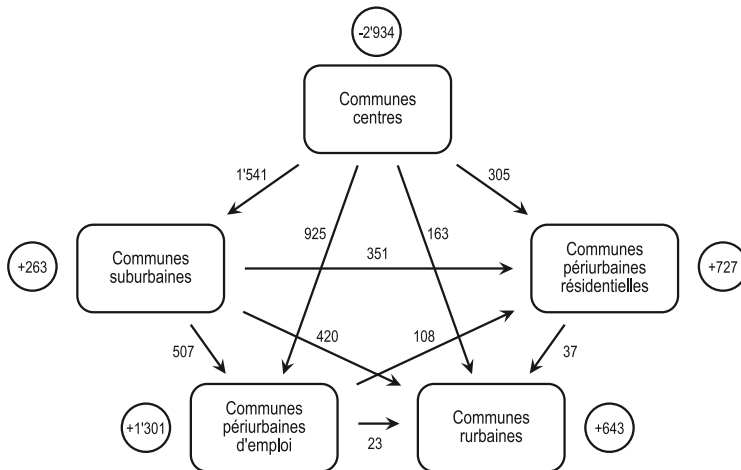 -2'934
Communes
centres
1'541
305
925
163
+263
Communes
suburbaines
351
Communes
périurbaines
résidentielles
+727
507
420
108
37
+1'301
Communes
périurbaines
d'emploi
23
Communes
rurbaines
+643